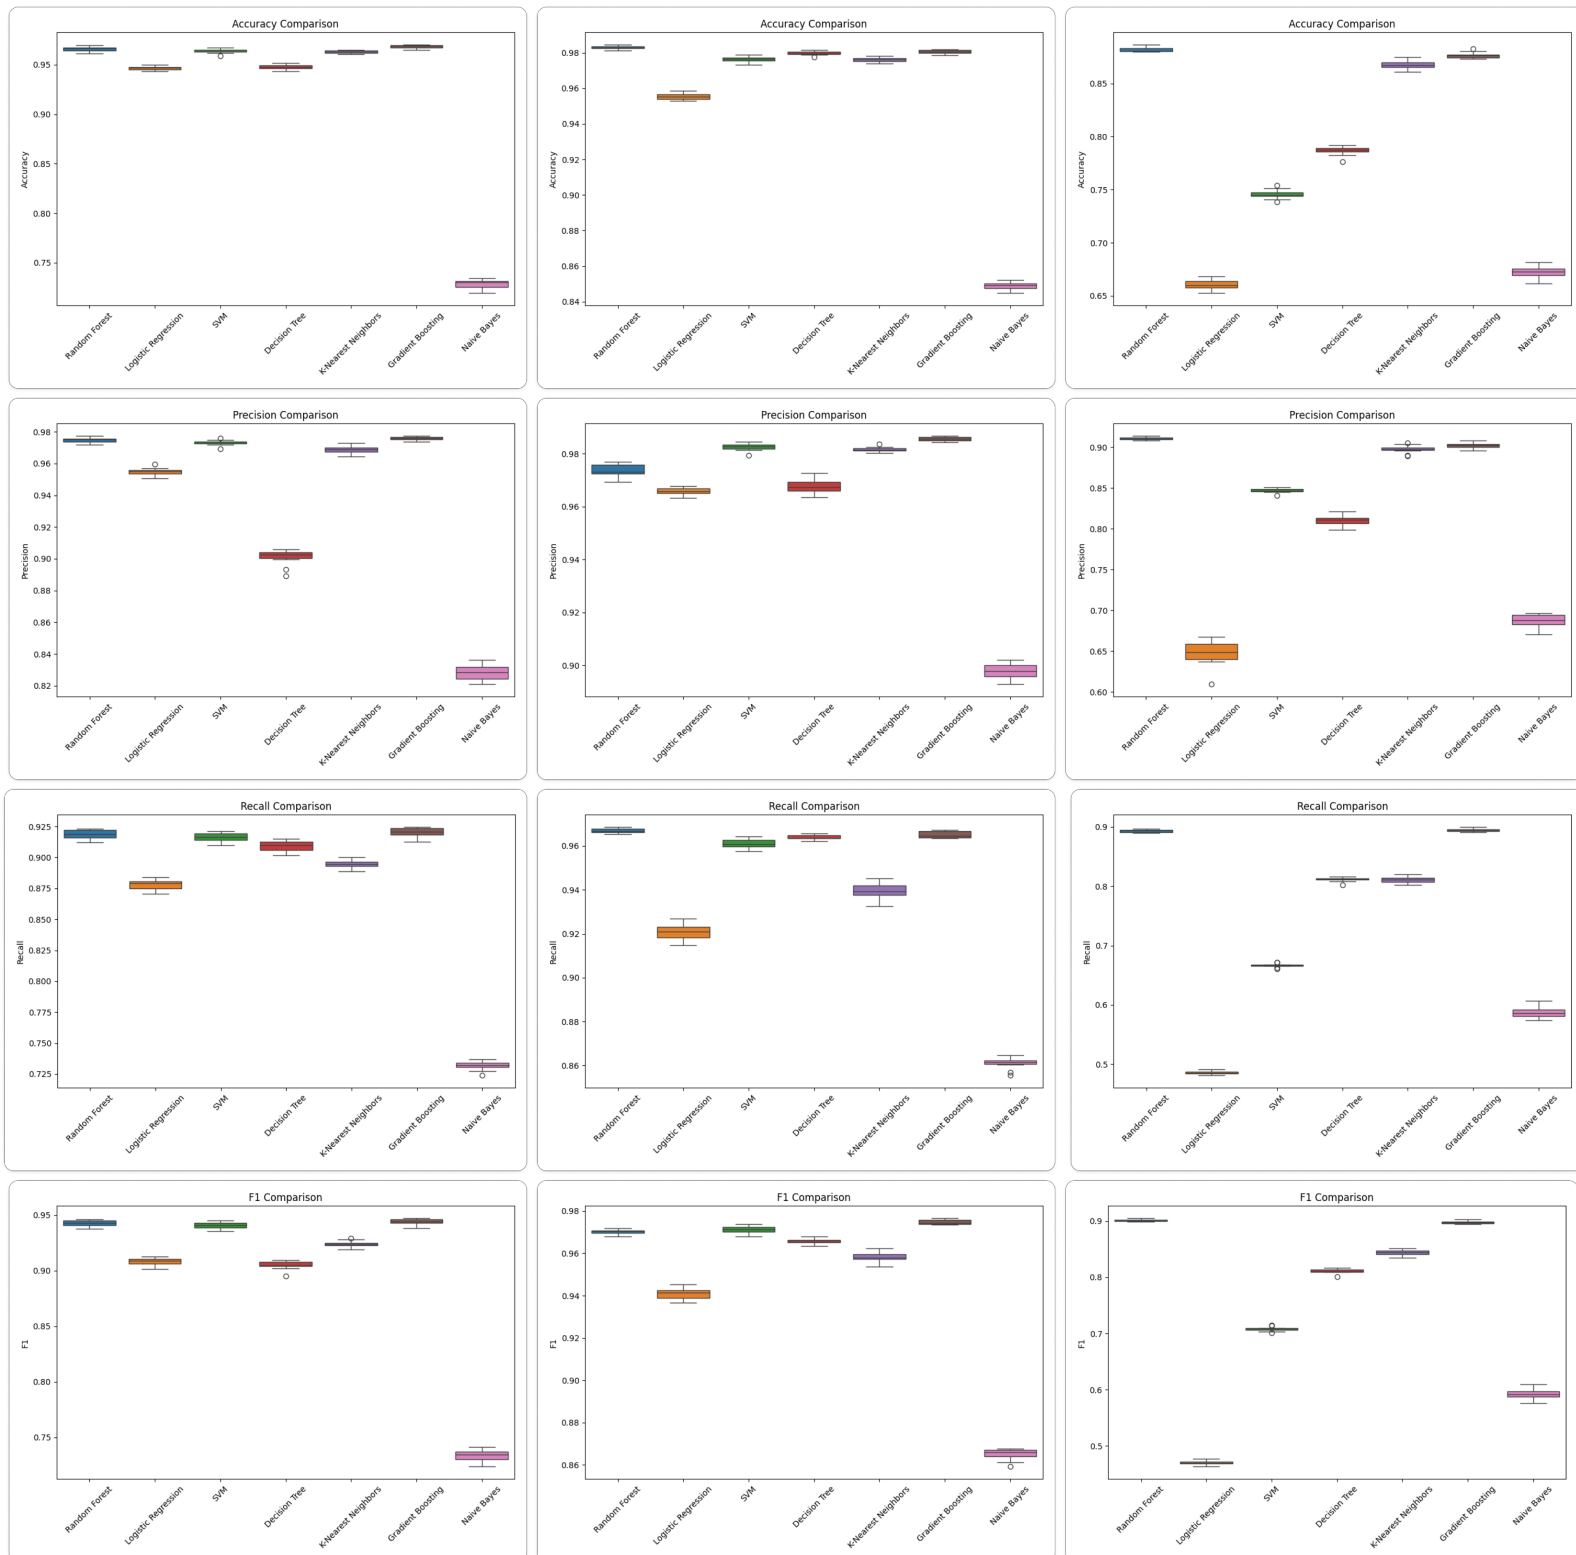 Accuracy Comparison
Accuracy
0.95
0.90
0.85
0.80
0.75
Random Forest
Logistic Regression
SVM
Decision Tree
K-Nearest Neighbors
Gradient Boosting
Naive Bayes
Accuracy Comparison
Accuracy
0.98
0.96
0.94
0.92
0.90
0.88
0.86
0.84
Random Forest
Logistic Regression
SVM
Decision Tree
K-Nearest Neighbors
Gradient Boosting
Naive Bayes
Accuracy Comparison
Accuracy
0.85
0.80
0.75
0.70
0.65
Random Forest
Logistic Regression
SVM
Decision Tree
K-Nearest Neighbors
Gradient Boosting
Naive Bayes
Precision Comparison
Precision
0.98
0.96
0.94
0.92
0.90
0.88
0.86
0.84
0.82
Random Forest
Logistic Regression
SVM
Decision Tree
K-Nearest Neighbors
Gradient Boosting
Naive Bayes
Precision Comparison
Precision
0.98
0.96
0.94
0.92
0.90
Random Forest
Logistic Regression
SVM
Decision Tree
K-Nearest Neighbors
Gradient Boosting
Naive Bayes
Precision Comparison
Precision
0.90
0.85
0.80
0.75
0.70
0.65
0.60
Random Forest
Logistic Regression
SVM
Decision Tree
K-Nearest Neighbors
Gradient Boosting
Naive Bayes
Recall Comparison
Recall
0.925
0.900
0.875
0.850
0.825
0.800
0.775
0.750
0.725
Random Forest
Logistic Regression
SVM
Decision Tree
K-Nearest Neighbors
Gradient Boosting
Naive Bayes
Recall Comparison
Recall
0.96
0.94
0.92
0.90
0.88
0.86
Random Forest
Logistic Regression
SVM
Decision Tree
K-Nearest Neighbors
Gradient Boosting
Naive Bayes
Recall Comparison
Recall
0.9
0.8
0.7
0.6
0.5
Random Forest
Logistic Regression
SVM
Decision Tree
K-Nearest Neighbors
Gradient Boosting
Naive Bayes
F1 Comparison
F1
0.95
0.90
0.85
0.80
0.75
Random Forest
Logistic Regression
SVM
Decision Tree
K-Nearest Neighbors
Gradient Boosting
Naive Bayes
F1 Comparison
F1
0.98
0.96
0.94
0.92
0.90
0.88
0.86
Random Forest
Logistic Regression
SVM
Decision Tree
K-Nearest Neighbors
Gradient Boosting
Naive Bayes
F1 Comparison
F1
0.9
0.8
0.7
0.6
0.5
Random Forest
Logistic Regression
SVM
Decision Tree
K-Nearest Neighbors
Gradient Boosting
Naive Bayes